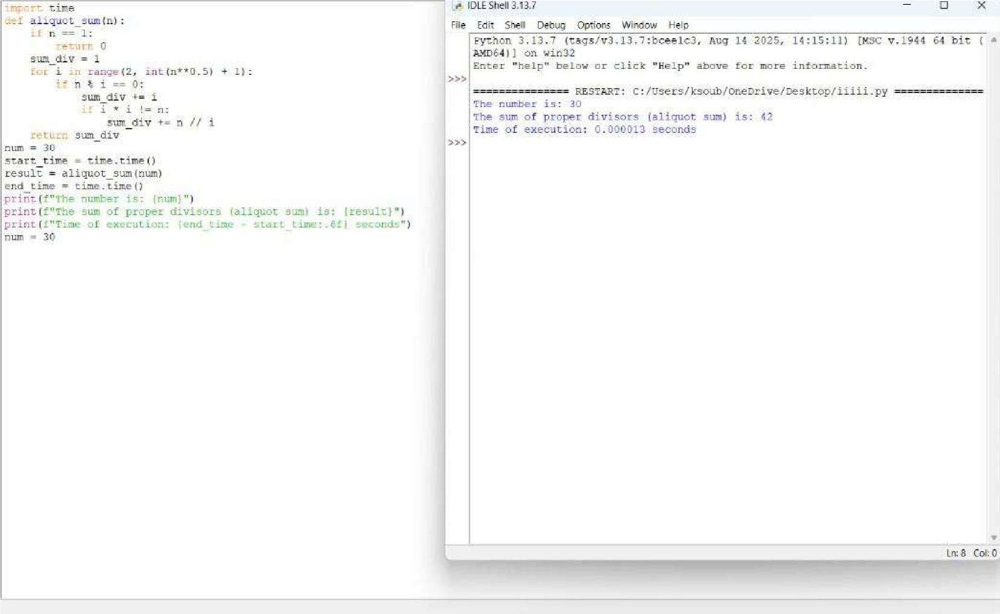 import time
def aliquot_sum(n):
    if n == 1:
        return 0
    sum_div = 1
    for i in range(2, int(n**0.5) + 1):
        if n % i == 0:
            sum_div += i
            if i * i != n:
                sum_div += n // i
    return sum_div
num = 30
start_time = time.time()
result = aliquot_sum(num)
end_time = time.time()
print(f"The number is: {num}")
print(f"The sum of proper divisors (aliquot sum) is: {result}")
print(f"Time of execution: {end_time - start_time:.6f} seconds")
num = 30
IDLE Shell 3.13.7
File Edit Shell Debug Options Window Help
Python 3.13.7 (tags/v3.13.7:bcee1c3, Aug 14 2025, 14:15:11) [MSC v.1944 64 bit (
AMD64)] on win32
Enter "help" below or click "Help" above for more information.
>>>
=============== RESTART: C:/Users/ksoub/OneDrive/Desktop/iiiii.py ==============
The number is: 30
The sum of proper divisors (aliquot sum) is: 42
Time of execution: 0.000013 seconds
>>>
Ln: 8 Col: 0